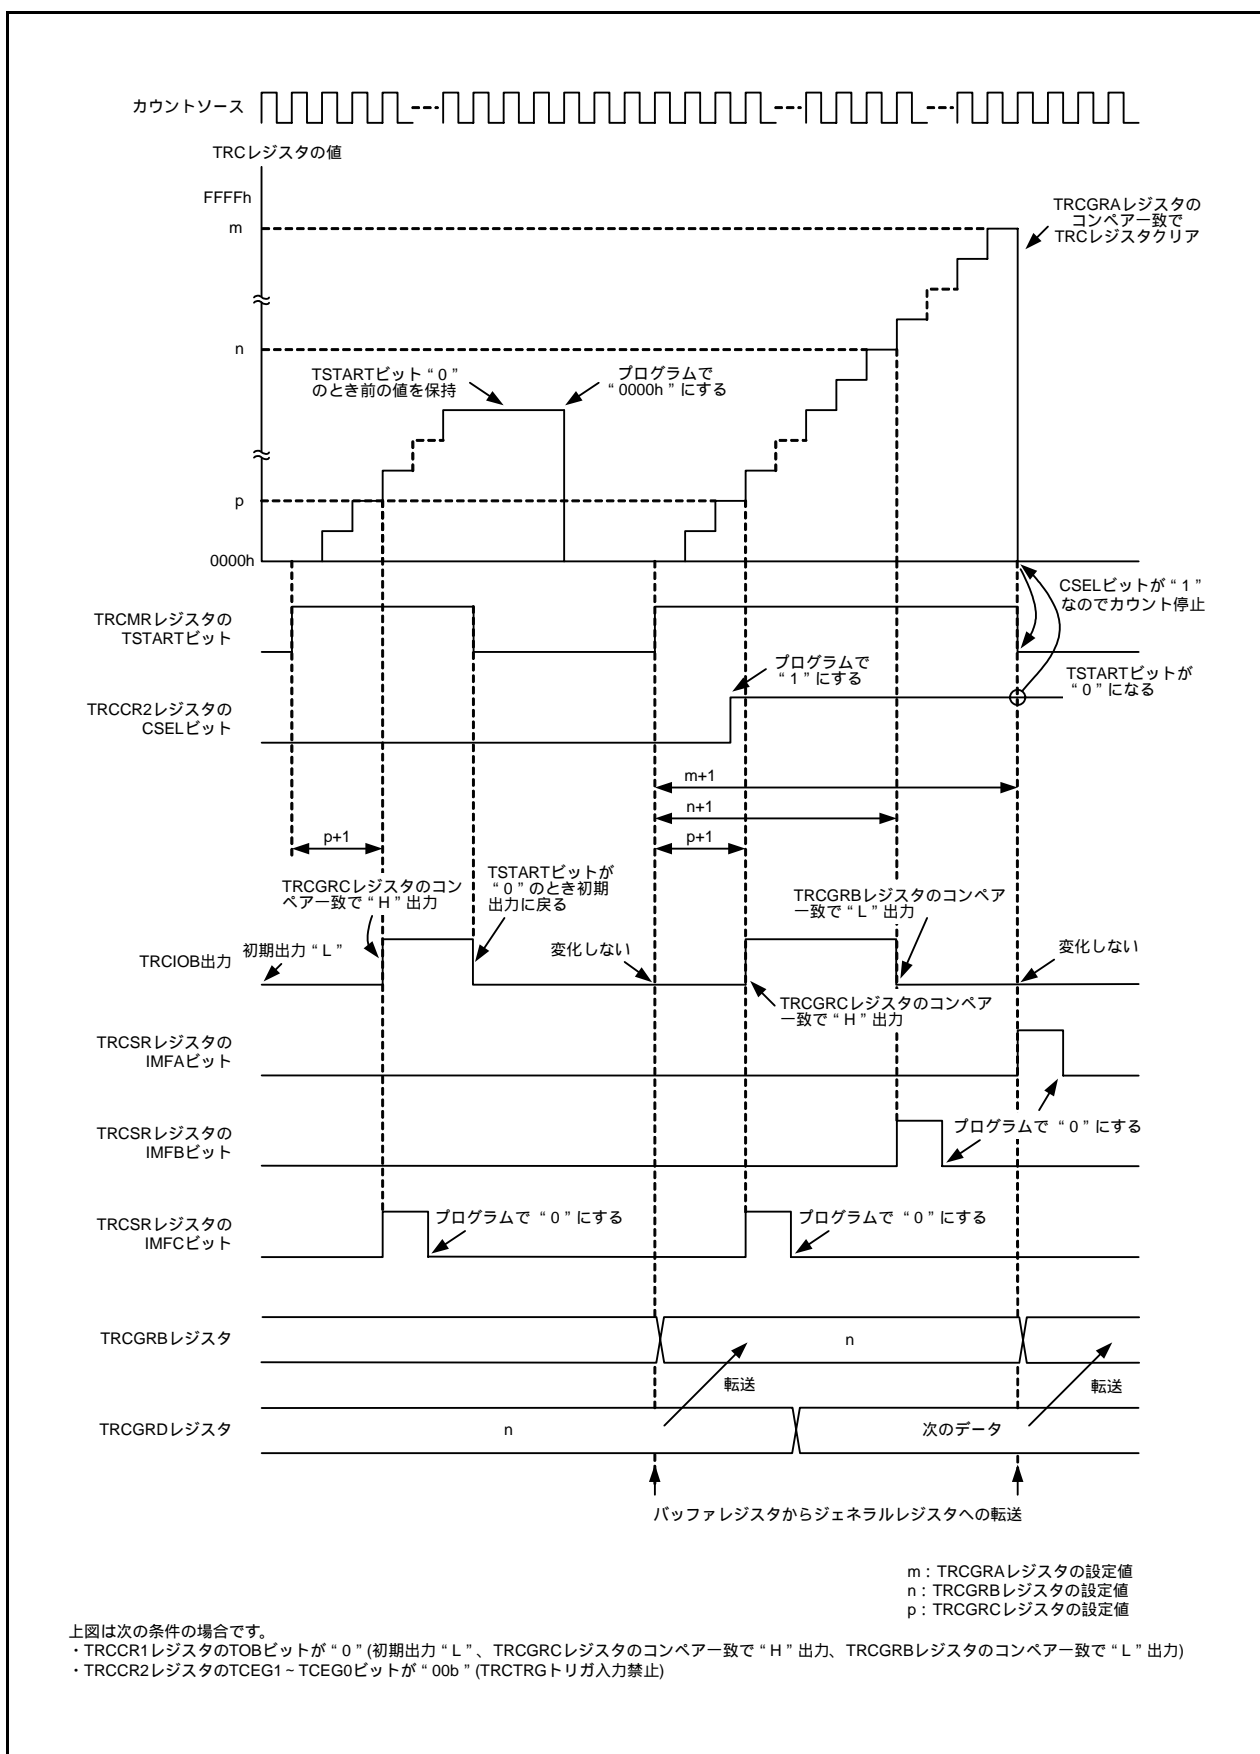 カウントソース
TRCレジスタの値
FFFFh
m
TRCGRAレジスタの
コンペア一致で
TRCレジスタクリア
n
TSTARTビット“0”
のとき前の値を保持
プログラムで
“0000h”にする
p
0000h
CSELビットが“1”
なのでカウント停止
TRCMRレジスタの
TSTARTビット
プログラムで
“1”にする
TSTARTビットが
“0”になる
TRCCR2レジスタの
CSELビット
m+1
n+1
p+1
p+1
TRCGRCレジスタのコン
ペア一致で“H”出力
TSTARTビットが
“0”のとき初期
出力に戻る
TRCGRBレジスタのコンペア
一致で“L”出力
初期出力“L”
変化しない
変化しない
TRCIOB出力
TRCGRCレジスタのコンペア
一致で“H”出力
TRCSRレジスタの
IMFAビット
プログラムで“0”にする
TRCSRレジスタの
IMFBビット
プログラムで“0”にする
プログラムで“0”にする
TRCSRレジスタの
IMFCビット
TRCGRBレジスタ
n
転送
転送
TRCGRDレジスタ
n
次のデータ
バッファレジスタからジェネラルレジスタへの転送
m：TRCGRAレジスタの設定値
n：TRCGRBレジスタの設定値
p：TRCGRCレジスタの設定値
上図は次の条件の場合です。
・TRCCR1レジスタのTOBビットが“0”(初期出力“L”、TRCGRCレジスタのコンペア一致で“H”出力、TRCGRBレジスタのコンペア一致で“L”出力)
・TRCCR2レジスタのTCEG1～TCEG0ビットが“00b”(TRCTRGトリガ入力禁止)